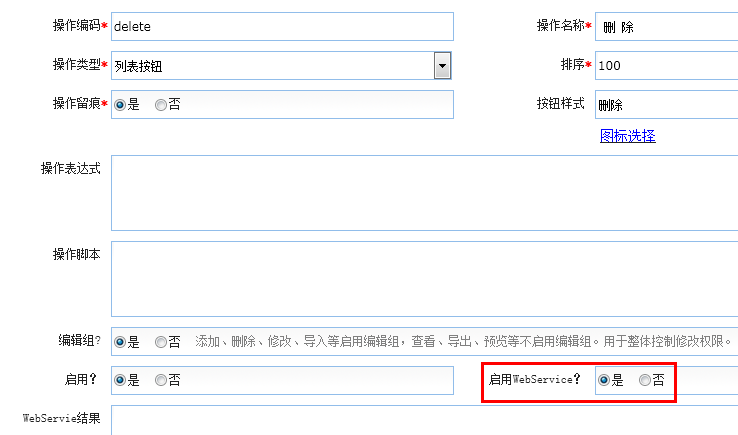 操作编码* delete 操作名称* 删 除
操作类型* 列表按钮 排序* 100
操作留痕* 是 否 按钮样式 删除
图标选择
操作表达式
操作脚本
编辑组? 是 否 添加、删除、修改、导入等启用编辑组，查看、导出、预览等不启用编辑组。用于整体控制修改权限。
启用? 是 否 启用WebService? 是 否
WebServie结果